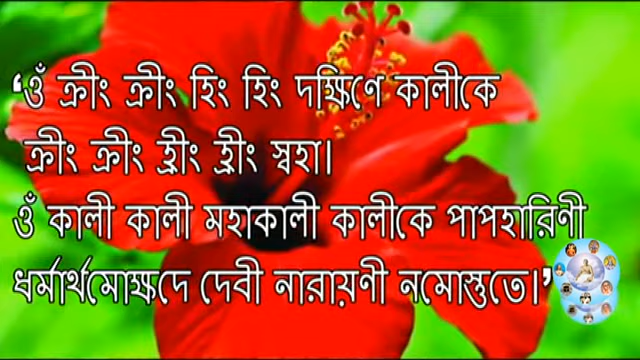 ‘ওঁ ক্রীং ক্রীং হিং হিং দক্ষিণে কালীকে
ক্রীং ক্রীং হ্রীং হ্রীং স্বহা।
ওঁ কালী কালী মহাকালী কালীকে পাপহারিণী
ধর্মার্থমোক্ষদে দেবী নারায়ণী নমোস্তুতে।’